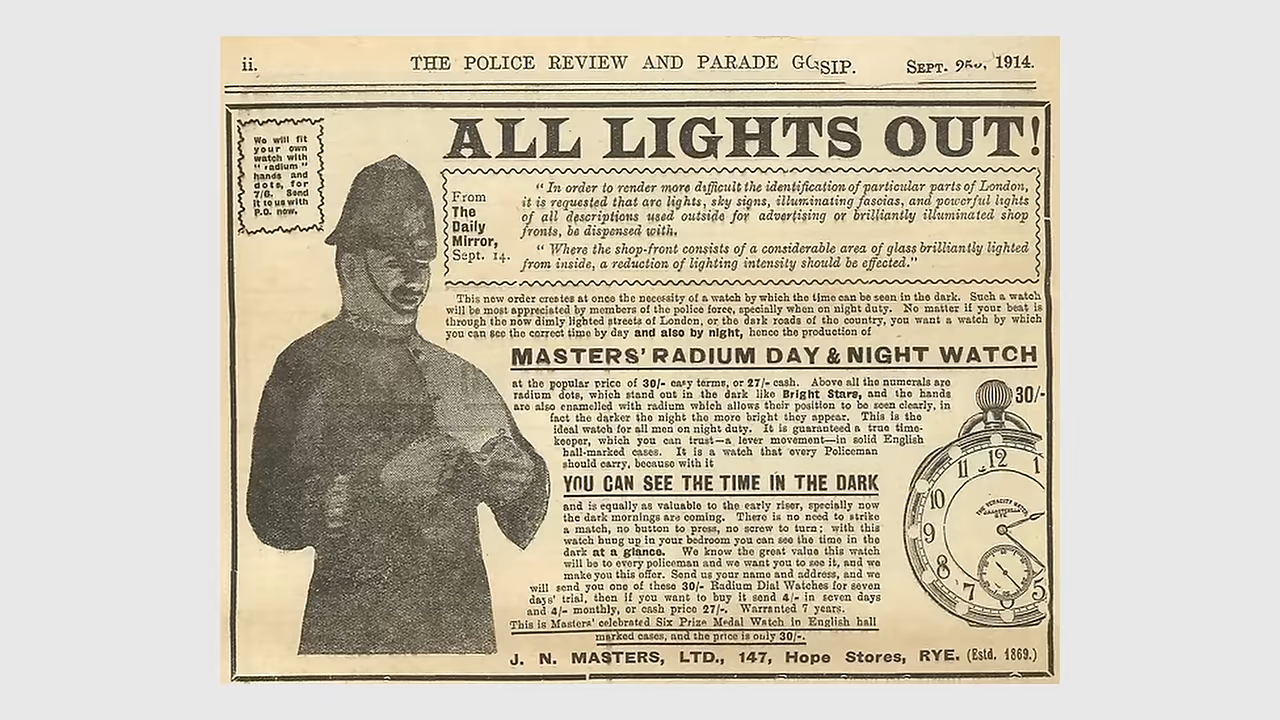 ii.
THE POLICE REVIEW AND PARADE GOSSIP.
SEPT. 1914.
We will fit
your own
watch with
"radium"
hands and
dots, for
7/6. Send
it to us with
P.O. now.
ALL LIGHTS OUT!
From
The
Daily
Mirror,
Sept. 14.
"In order to render more difficult the identification of particular parts of London,
it is requested that arc lights, sky signs, illuminating fascias, and powerful lights
of all descriptions used outside for advertising or brilliantly illuminated shop
fronts, be dispensed with.
"Where the shop-front consists of a considerable area of glass brilliantly lighted
from inside, a reduction of lighting intensity should be effected."
This new order creates at once the necessity of a watch by which the time can be seen in the dark. Such a watch
will be most appreciated by members of the police force, specially when on night duty. No matter if your beat is
through the now dimly lighted streets of London, or the dark roads of the country, you want a watch by which
you can see the correct time by day and also by night, hence the production of
MASTERS' RADIUM DAY & NIGHT WATCH
at the popular price of 30/- easy terms, or 27/- cash. Above all the numerals are
radium dots, which stand out in the dark like Bright Stars, and the hands
are also enamelled with radium which allows their position to be seen clearly, in
fact the darker the night the more bright they appear. This is the
ideal watch for all men on night duty. It is guaranteed a true time-
keeper, which you can trust—a lever movement—in solid English
hall-marked cases. It is a watch that every Policeman
should carry, because with it
YOU CAN SEE THE TIME IN THE DARK
and is equally as valuable to the early riser, specially now
the dark mornings are coming. There is no need to strike
a match, no button to press, no screw to turn; with this
watch hung up in your bedroom you can see the time in the
dark at a glance. We know the great value this watch
will be to every policeman and we want you to see it, and we
make you this offer. Send us your name and address, and we
will send you one of these 30/- Radium Dial Watches for seven
days' trial, then if you want to buy it send 4/- in seven days
and 4/- monthly, or cash price 27/-. Warranted 7 years.
This is Masters' celebrated Six Prize Medal Watch in English hall
marked cases, and the price is only 30/-.
30/-
11 12 1
10
9
8
7
5
J. N. MASTERS, LTD., 147, Hope Stores, RYE. (Estd. 1869.)